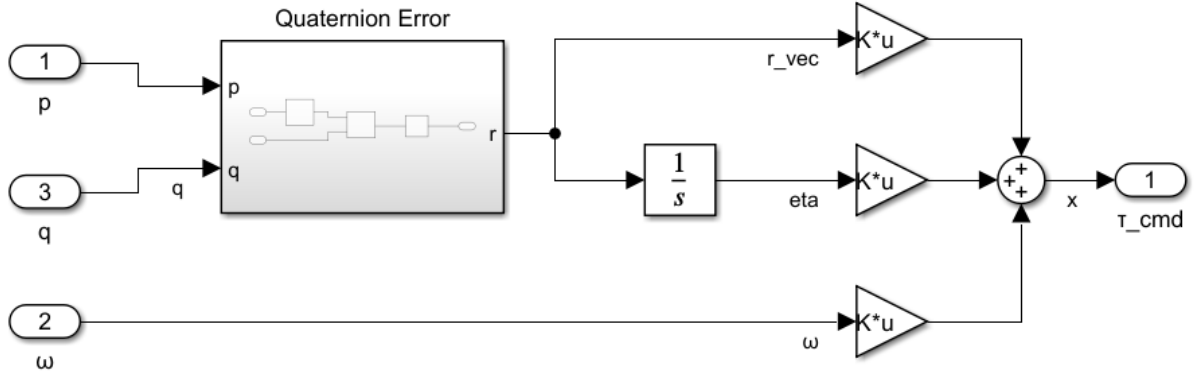 Quaternion Error
1
p
p
r
r_vec
K*u
3
q
q
q
1
s
eta
K*u
+
+
+
x
1
τ_cmd
2
ω
ω
K*u